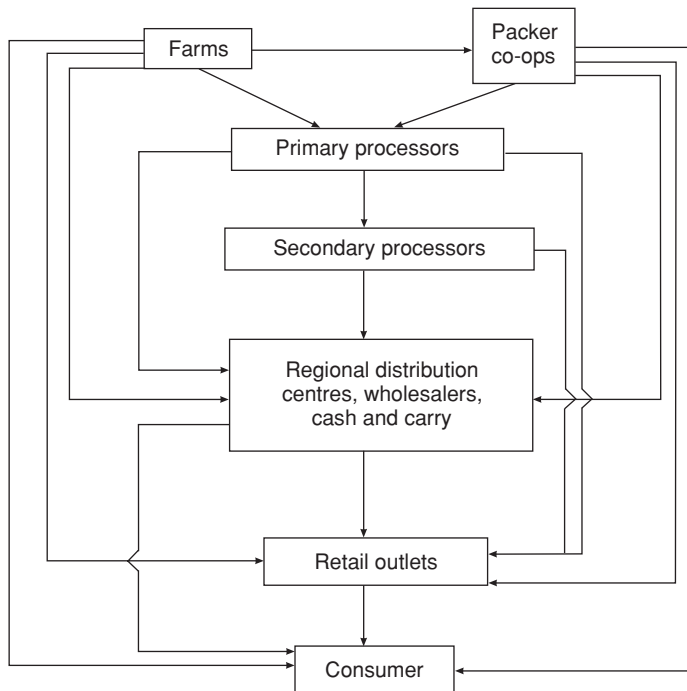 Farms
Packer
co-ops
Primary processors
Secondary processors
Regional distribution
centres, wholesalers,
cash and carry
Retail outlets
Consumer